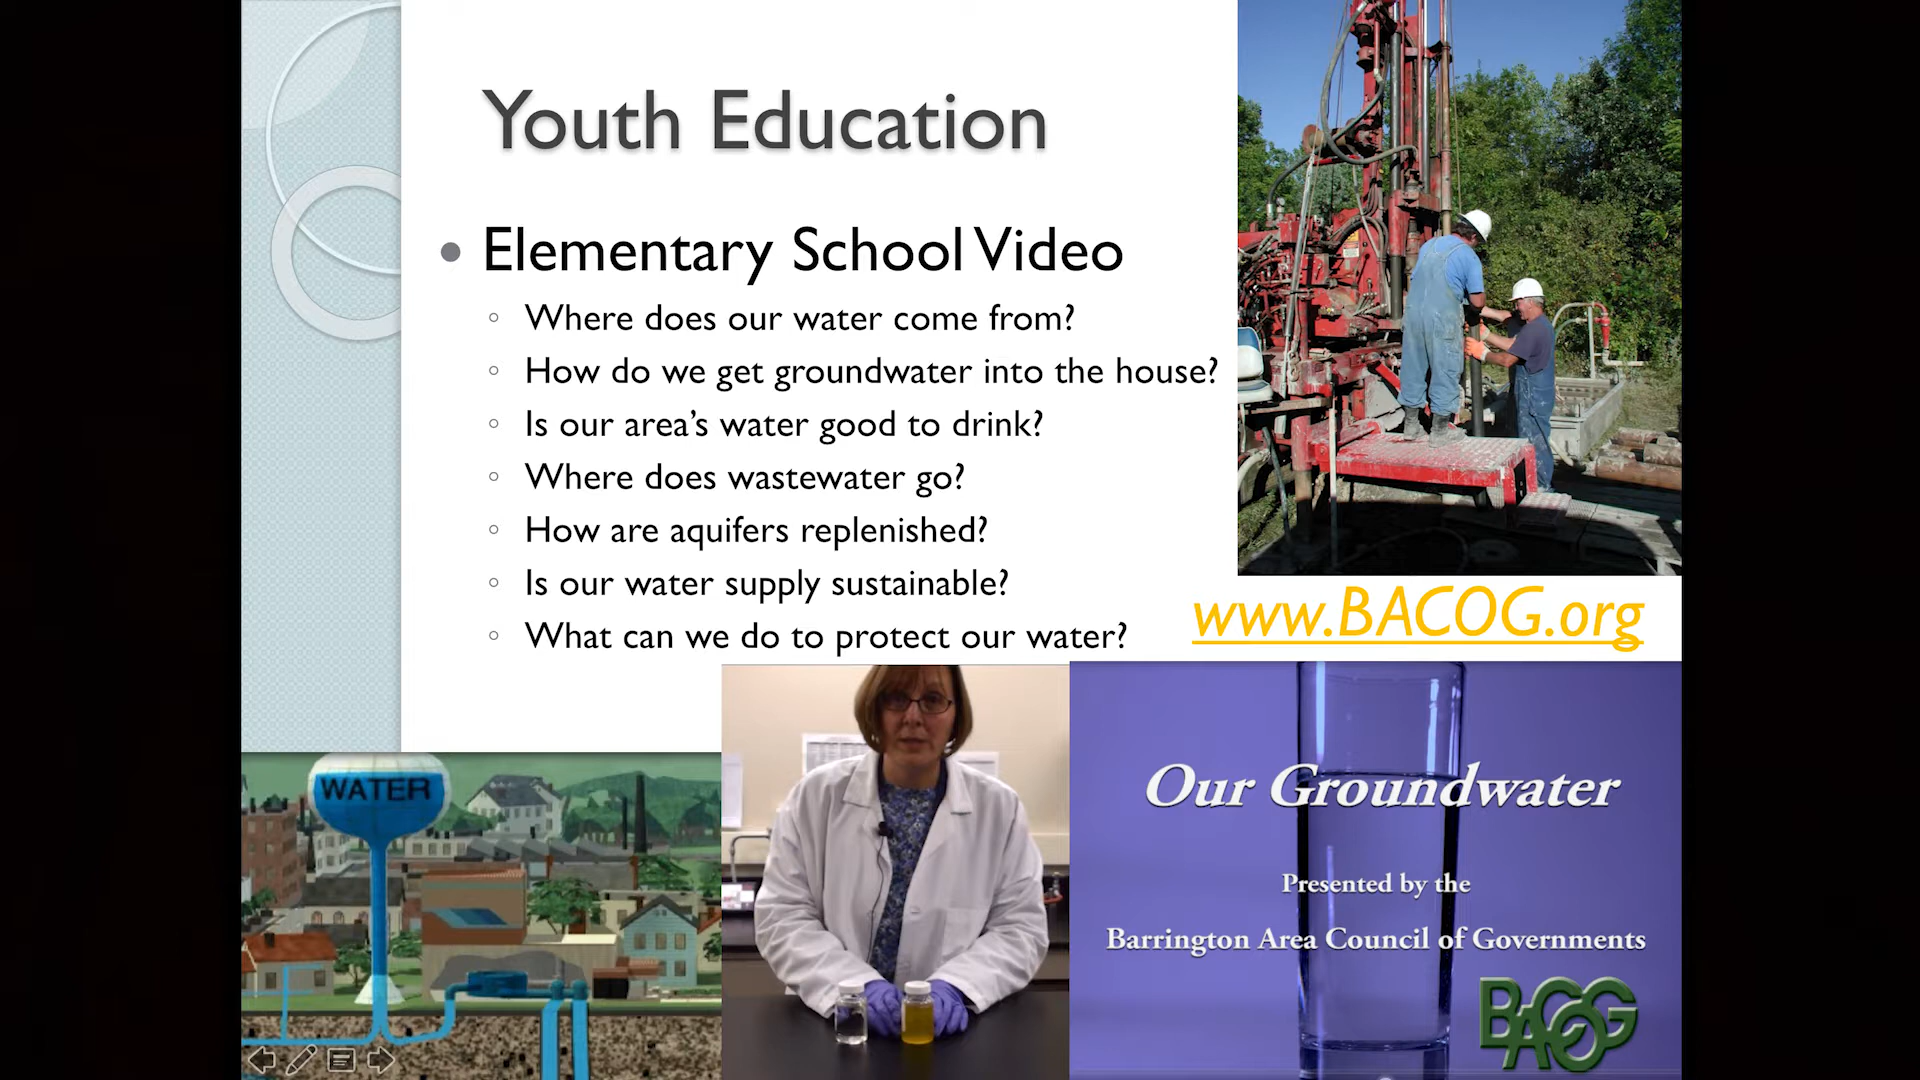 Youth Education
Elementary School Video
Where does our water come from?
How do we get groundwater into the house?
Is our area's water good to drink?
Where does wastewater go?
How are aquifers replenished?
Is our water supply sustainable?
What can we do to protect our water?
www.BACOG.org
WATER
Our Groundwater
Presented by the
Barrington Area Council of Governments
BACOG